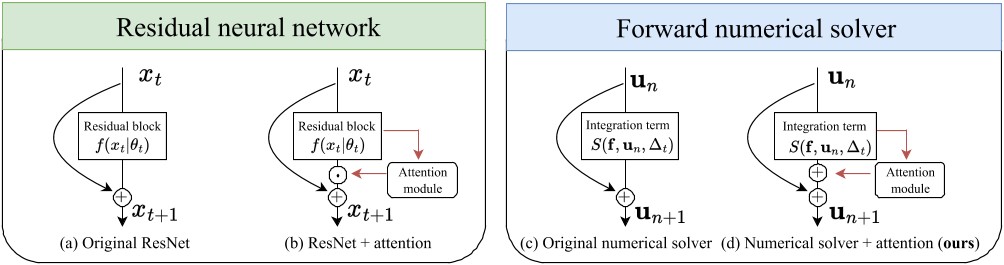 Residual neural network
x_t
Residual block
f(x_t|θ_t)
+
x_{t+1}
(a) Original ResNet
x_t
Residual block
f(x_t|θ_t)
·
Attention
module
+
x_{t+1}
(b) ResNet + attention
Forward numerical solver
u_n
Integration term
S(f, u_n, Δ_t)
+
u_{n+1}
(c) Original numerical solver
u_n
Integration term
S(f, u_n, Δ_t)
+
Attention
module
+
u_{n+1}
(d) Numerical solver + attention (ours)